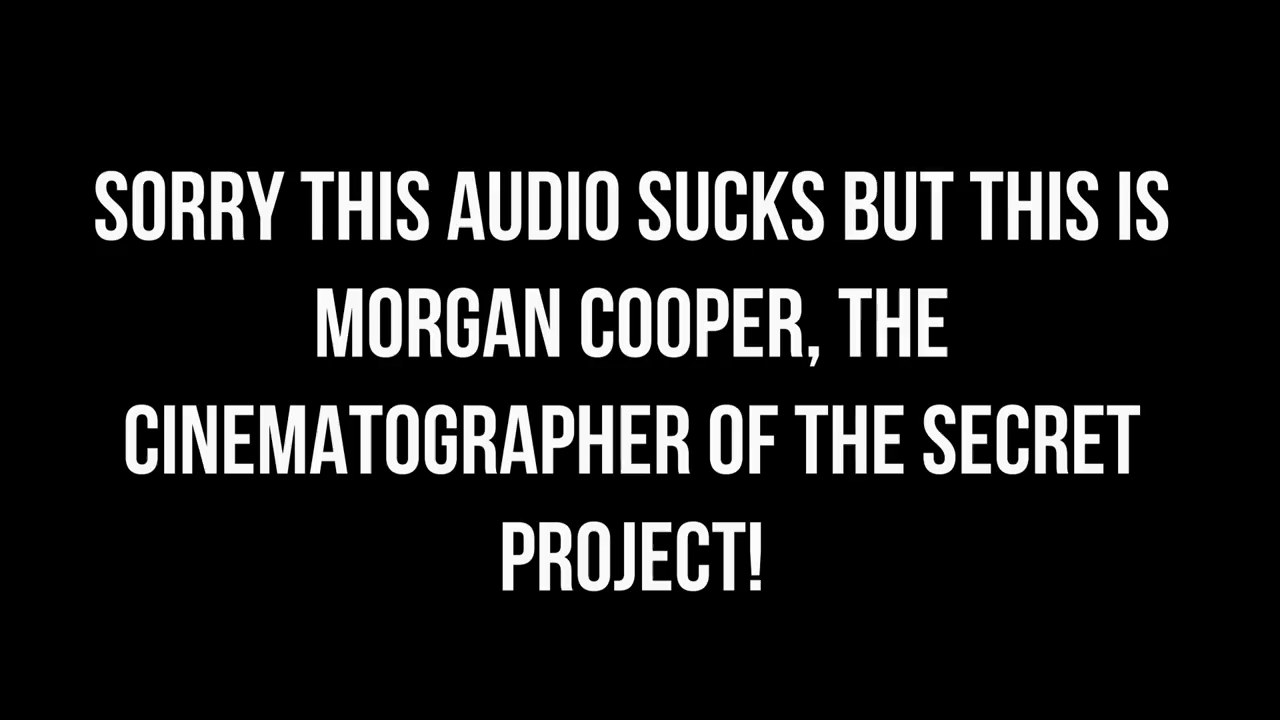 SORRY THIS AUDIO SUCKS BUT THIS IS
MORGAN COOPER, THE
CINEMATOGRAPHER OF THE SECRET
PROJECT!